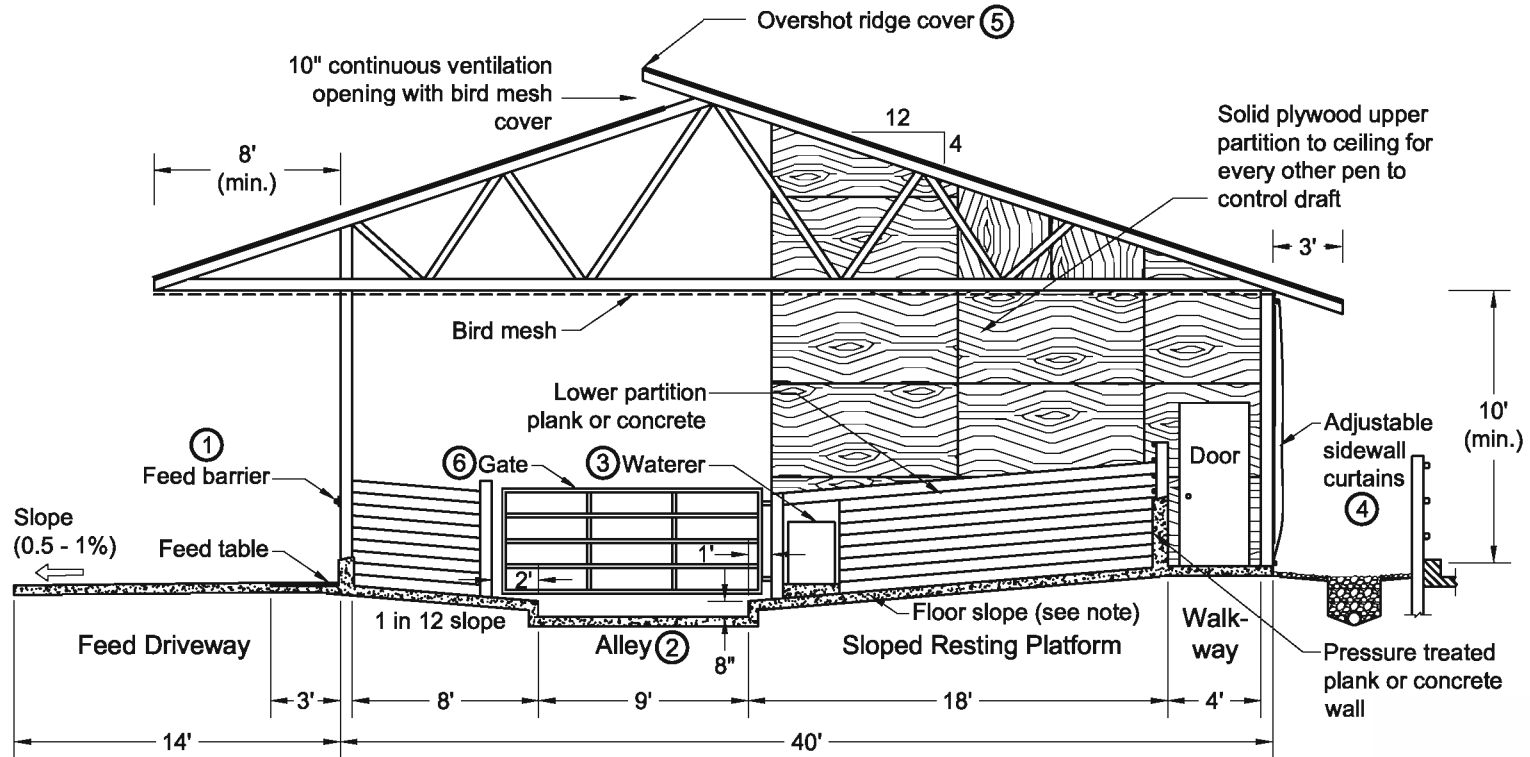 Overshot ridge cover 5
10" continuous ventilation
opening with bird mesh
cover
12
4
Solid plywood upper
partition to ceiling for
every other pen to
control draft
8'
(min.)
3'
Bird mesh
Lower partition
plank or concrete
10'
(min.)
1
Feed barrier
6 Gate
3 Waterer
Door
Adjustable
sidewall
curtains
4
Slope
(0.5 - 1%)
Feed table
1'
2'
1 in 12 slope
Floor slope (see note)
Feed Driveway
Alley 2
8"
Sloped Resting Platform
Walk-
way
Pressure treated
plank or concrete
wall
3'
8'
9'
18'
4'
14'
40'